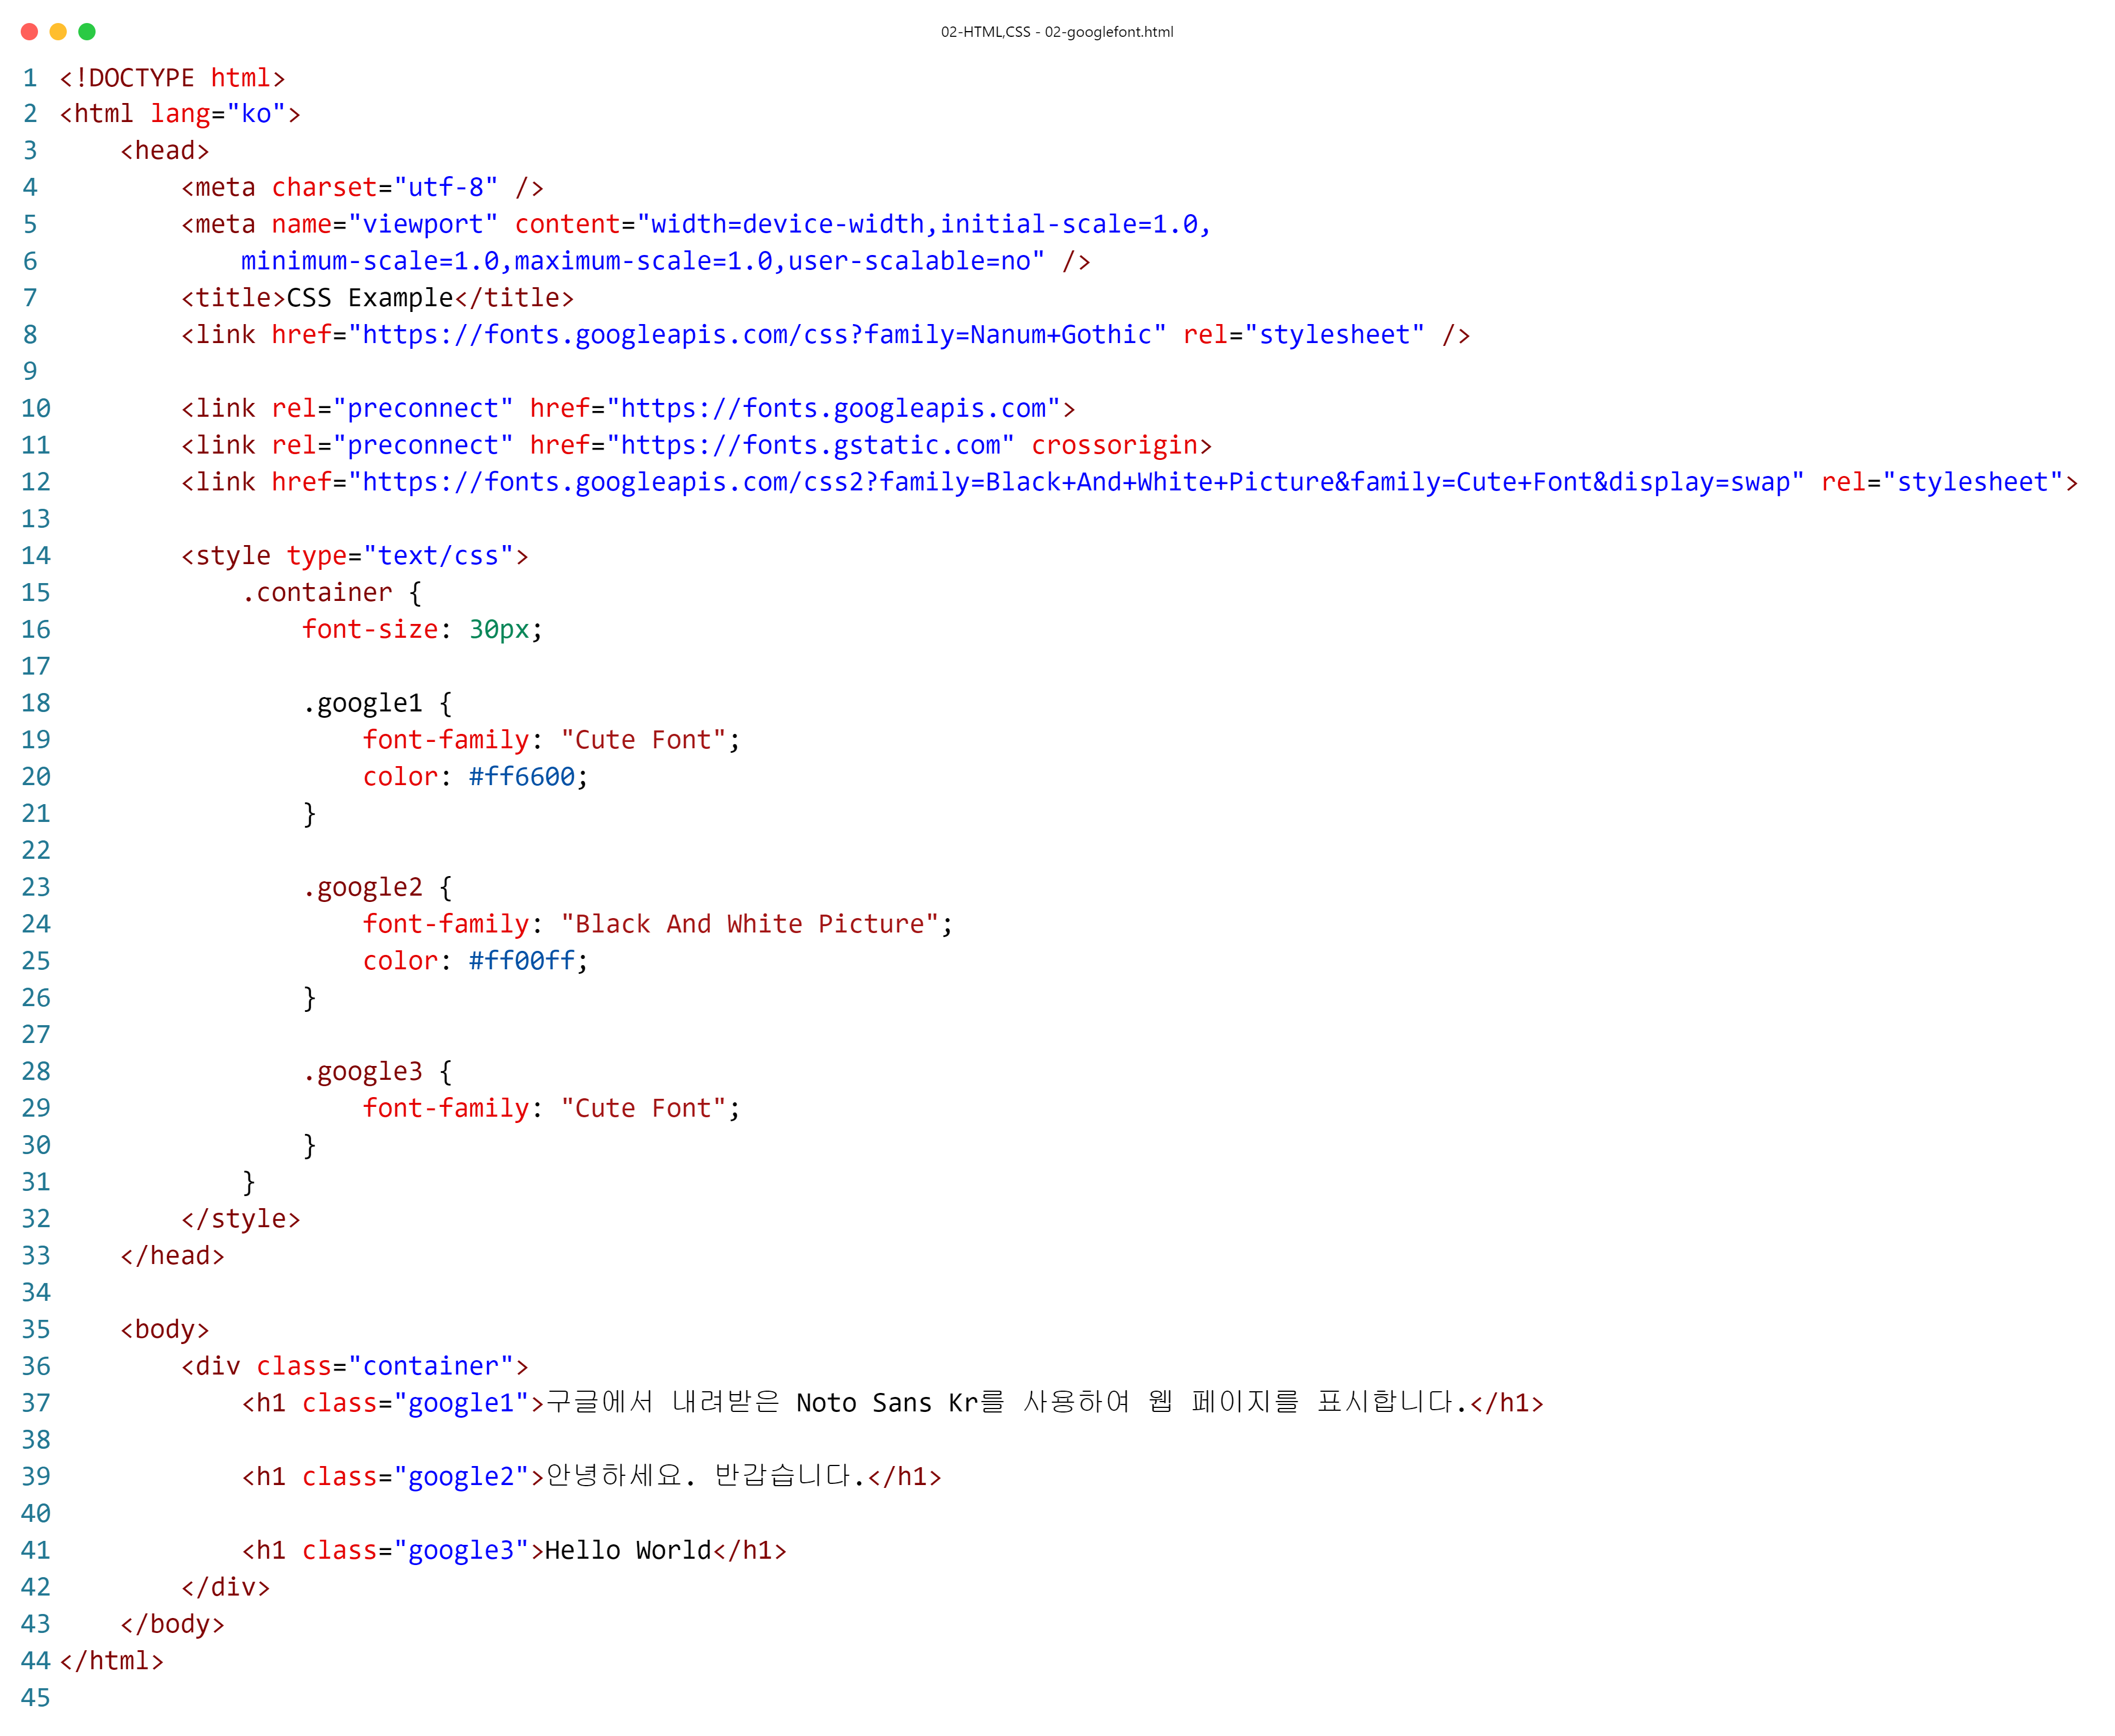 02-HTML,CSS - 02-googlefont.html
1 <!DOCTYPE html>
2 <html lang="ko">
3     <head>
4         <meta charset="utf-8" />
5         <meta name="viewport" content="width=device-width,initial-scale=1.0,
6             minimum-scale=1.0,maximum-scale=1.0,user-scalable=no" />
7         <title>CSS Example</title>
8         <link href="https://fonts.googleapis.com/css?family=Nanum+Gothic" rel="stylesheet" />
9
10         <link rel="preconnect" href="https://fonts.googleapis.com">
11         <link rel="preconnect" href="https://fonts.gstatic.com" crossorigin>
12         <link href="https://fonts.googleapis.com/css2?family=Black+And+White+Picture&family=Cute+Font&display=swap" rel="stylesheet">
13
14         <style type="text/css">
15             .container {
16                 font-size: 30px;
17
18                 .google1 {
19                     font-family: "Cute Font";
20                     color: #ff6600;
21                 }
22
23                 .google2 {
24                     font-family: "Black And White Picture";
25                     color: #ff00ff;
26                 }
27
28                 .google3 {
29                     font-family: "Cute Font";
30                 }
31             }
32         </style>
33     </head>
34
35     <body>
36         <div class="container">
37             <h1 class="google1">구글에서 내려받은 Noto Sans Kr를 사용하여 웹 페이지를 표시합니다.</h1>
38
39             <h1 class="google2">안녕하세요. 반갑습니다.</h1>
40
41             <h1 class="google3">Hello World</h1>
42         </div>
43     </body>
44 </html>
45